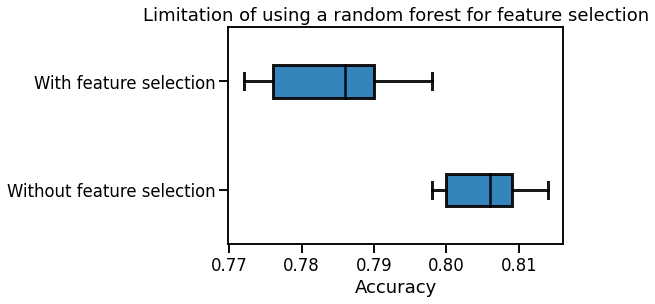 Limitation of using a random forest for feature selection
With feature selection
Without feature selection
0.77 0.78 0.79 0.80 0.81
Accuracy